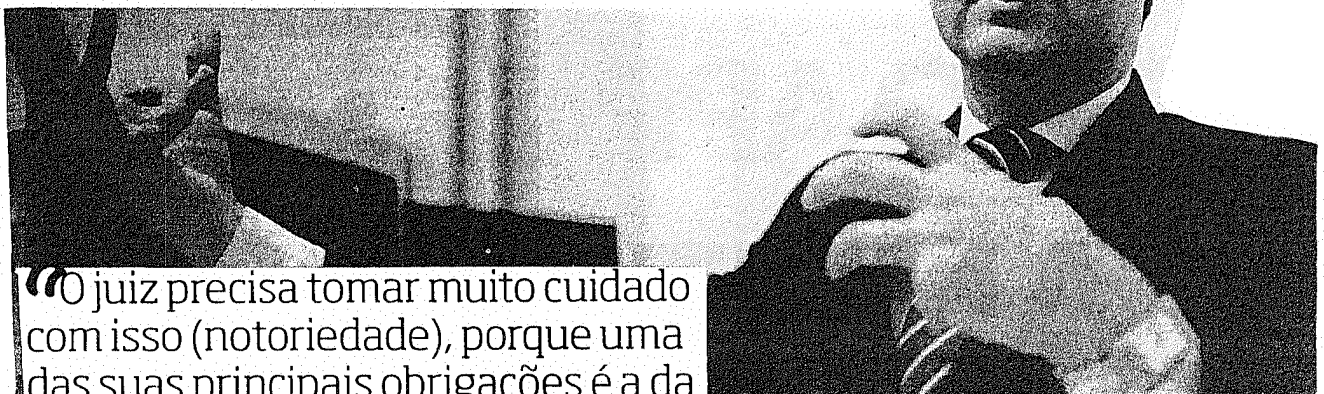 “O juiz precisa tomar muito cuidado
com isso (notoriedade), porque uma
das suas principais obrigações é a da